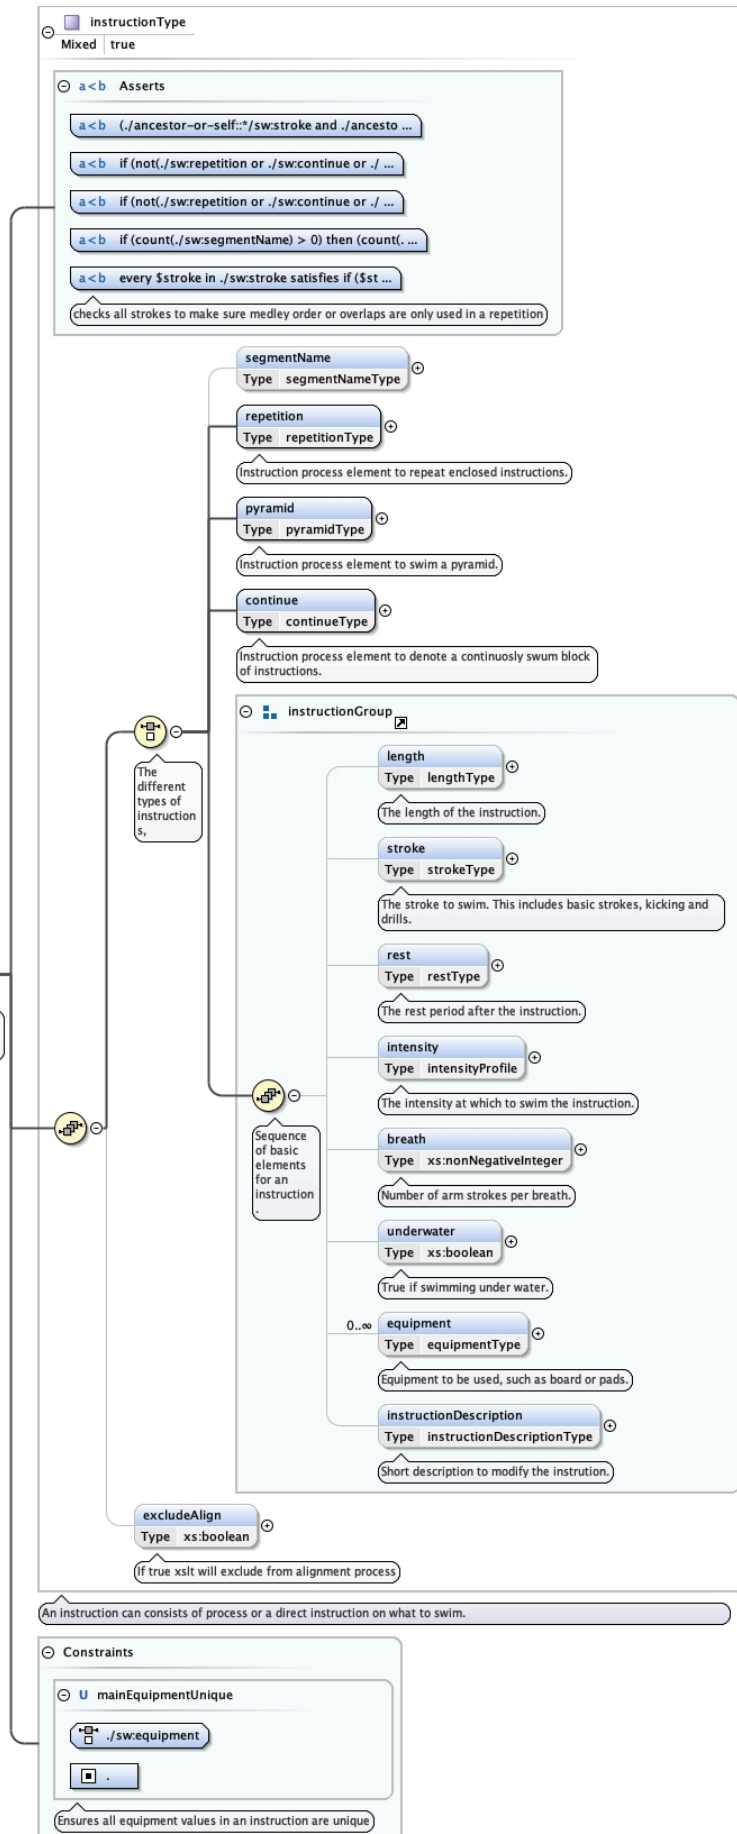 instructionType
Mixed true
a<b Asserts
a<b (./ancestor-or-self::*/sw:stroke and ./ancesto ...
a<b if (not(./sw:repetition or ./sw:continue or ./ ...
a<b if (not(./sw:repetition or ./sw:continue or ./ ...
a<b if (count(./sw:segmentName) > 0) then (count(. ...
a<b every $stroke in ./sw:stroke satisfies if ($st ...
checks all strokes to make sure medley order or overlaps are only used in a repetition
segmentName
Type segmentNameType
repetition
Type repetitionType
Instruction process element to repeat enclosed instructions.
pyramid
Type pyramidType
Instruction process element to swim a pyramid.
continue
Type continueType
Instruction process element to denote a continuosly swum block
of instructions.
The
different
types of
instruction
s,
instructionGroup
length
Type lengthType
The length of the instruction.
stroke
Type strokeType
The stroke to swim. This includes basic strokes, kicking and
drills.
rest
Type restType
The rest period after the instruction.
intensity
Type intensityProfile
The intensity at which to swim the instruction.
Sequence
of basic
elements
for an
instruction
.
breath
Type xs:nonNegativeInteger
Number of arm strokes per breath.
underwater
Type xs:boolean
True if swimming under water.
0..∞
equipment
Type equipmentType
Equipment to be used, such as board or pads.
instructionDescription
Type instructionDescriptionType
Short description to modify the instrution.
excludeAlign
Type xs:boolean
If true xslt will exclude from alignment process
An instruction can consists of process or a direct instruction on what to swim.
Constraints
U mainEquipmentUnique
./sw:equipment
.
Ensures all equipment values in an instruction are unique